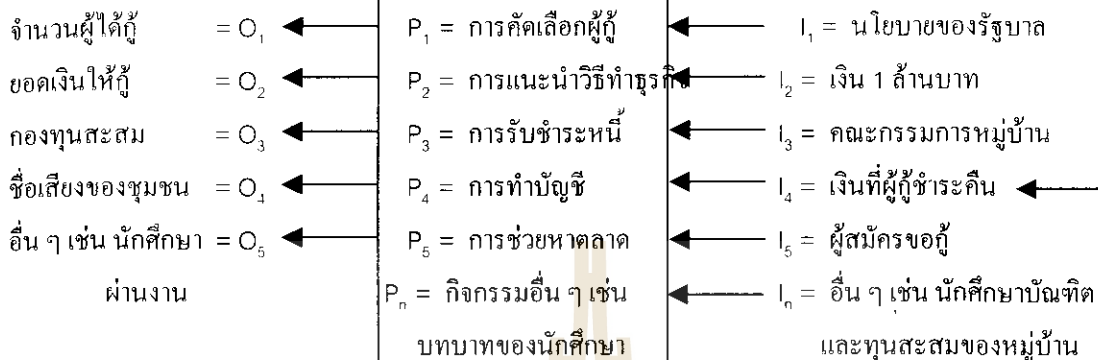 จำนวนผู้ได้กู้ = O₁ P₁ = การคัดเลือกผู้กู้ I₁ = นโยบายของรัฐบาล
ยอดเงินให้กู้ = O₂ P₂ = การแนะนำวิธีทำธุรกิจ I₂ = เงิน 1 ล้านบาท
กองทุนสะสม = O₃ P₃ = การรับชำระหนี้ I₃ = คณะกรรมการหมู่บ้าน
ชื่อเสียงของชุมชน = O₄ P₄ = การทำบัญชี I₄ = เงินที่ผู้กู้ชำระคืน
อื่น ๆ เช่น นักศึกษา = O₅ P₅ = การช่วยหาตลาด I₅ = ผู้สมัครขอกู้
ผ่านงาน Pₙ = กิจกรรมอื่น ๆ เช่น Iₙ = อื่น ๆ เช่น นักศึกษาบัณฑิต
บทบาทของนักศึกษา และทุนสะสมของหมู่บ้าน